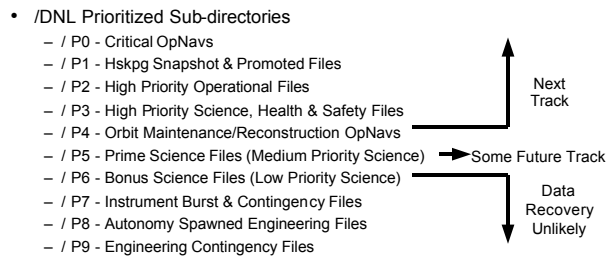 • /DNL Prioritized Sub-directories
– / P0 - Critical OpNavs
– / P1 - Hskpg Snapshot & Promoted Files
– / P2 - High Priority Operational Files
– / P3 - High Priority Science, Health & Safety Files
– / P4 - Orbit Maintenance/Reconstruction OpNavs
– / P5 - Prime Science Files (Medium Priority Science)
– / P6 - Bonus Science Files (Low Priority Science)
– / P7 - Instrument Burst & Contingency Files
– / P8 - Autonomy Spawned Engineering Files
– / P9 - Engineering Contingency Files
Next
Track
Some Future Track
Data
Recovery
Unlikely